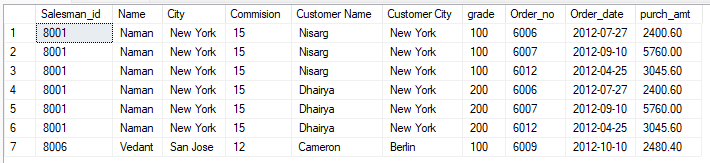 Salesman_id Name City Commision Customer Name Customer City grade Order_no Order_date purch_amt
1 8001 Naman New York 15 Nisarg New York 100 6006 2012-07-27 2400.60
2 8001 Naman New York 15 Nisarg New York 100 6007 2012-09-10 5760.00
3 8001 Naman New York 15 Nisarg New York 100 6012 2012-04-25 3045.60
4 8001 Naman New York 15 Dhairya New York 200 6006 2012-07-27 2400.60
5 8001 Naman New York 15 Dhairya New York 200 6007 2012-09-10 5760.00
6 8001 Naman New York 15 Dhairya New York 200 6012 2012-04-25 3045.60
7 8006 Vedant San Jose 12 Cameron Berlin 100 6009 2012-10-10 2480.40